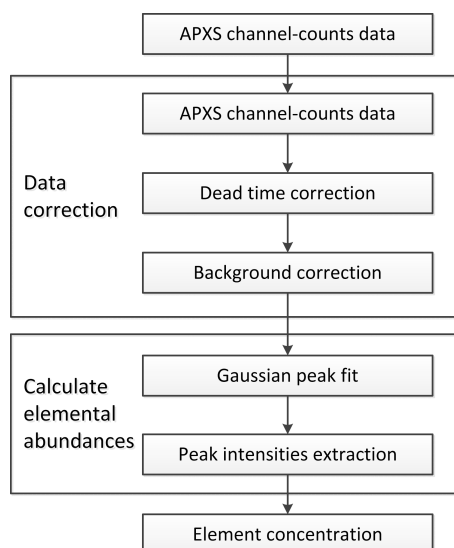 APXS channel-counts data
APXS channel-counts data
Data
correction
Dead time correction
Background correction
Gaussian peak fit
Calculate
elemental
abundances
Peak intensities extraction
Element concentration